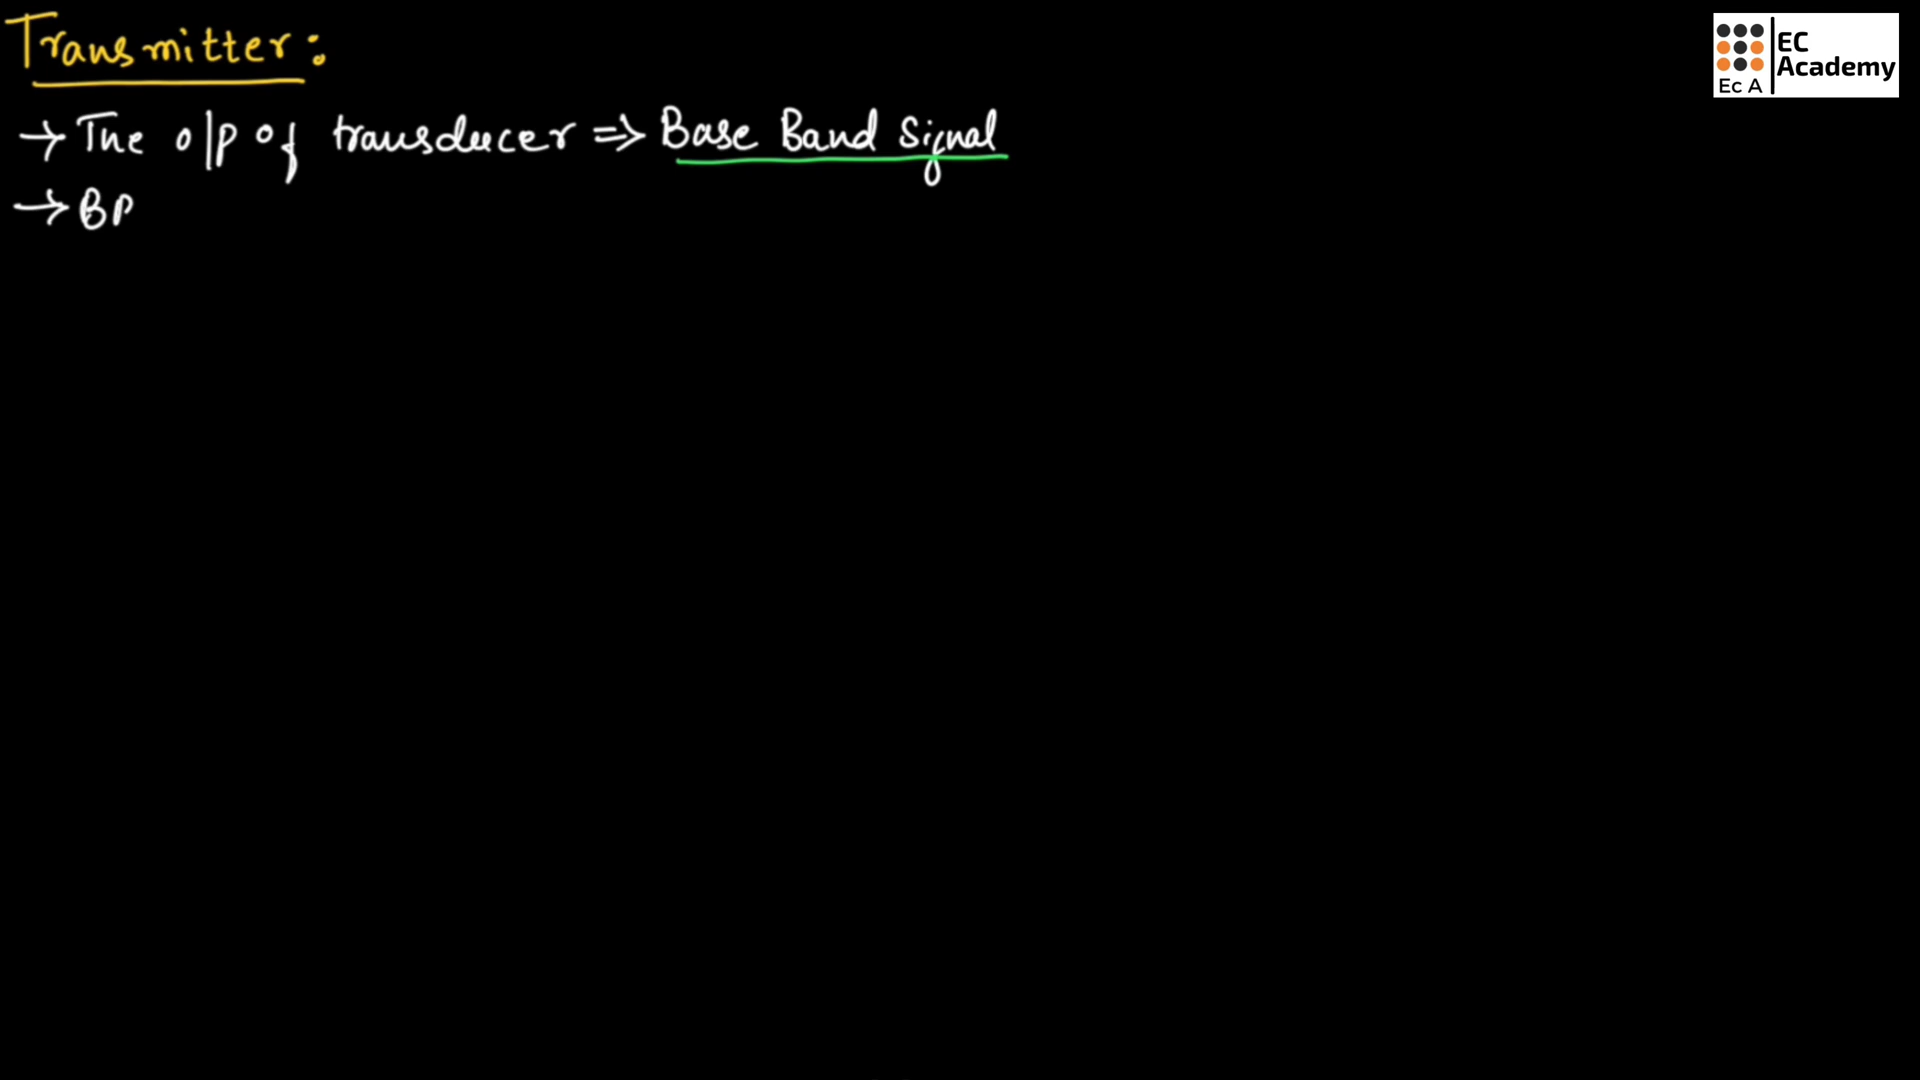 Transmitter:
→ The o/p of transducer ⇒ Base Band Signal
→ BP
EC
Academy
Ec A